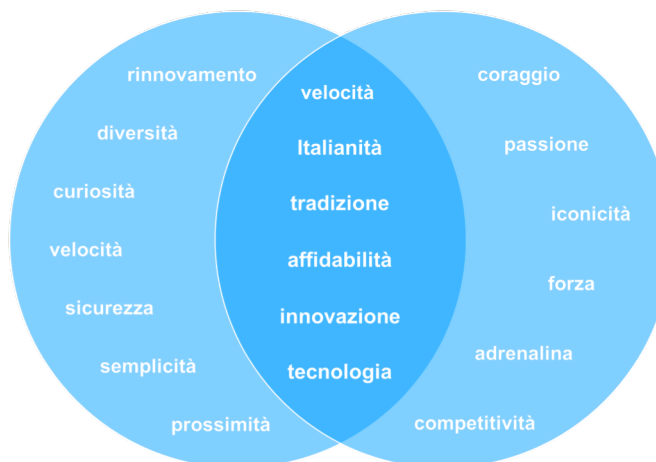 rinnovamento
diversità
curiosità
velocità
sicurezza
semplicità
prossimità
velocità
Italianità
tradizione
affidabilità
innovazione
tecnologia
coraggio
passione
iconicità
forza
adrenalina
competitività